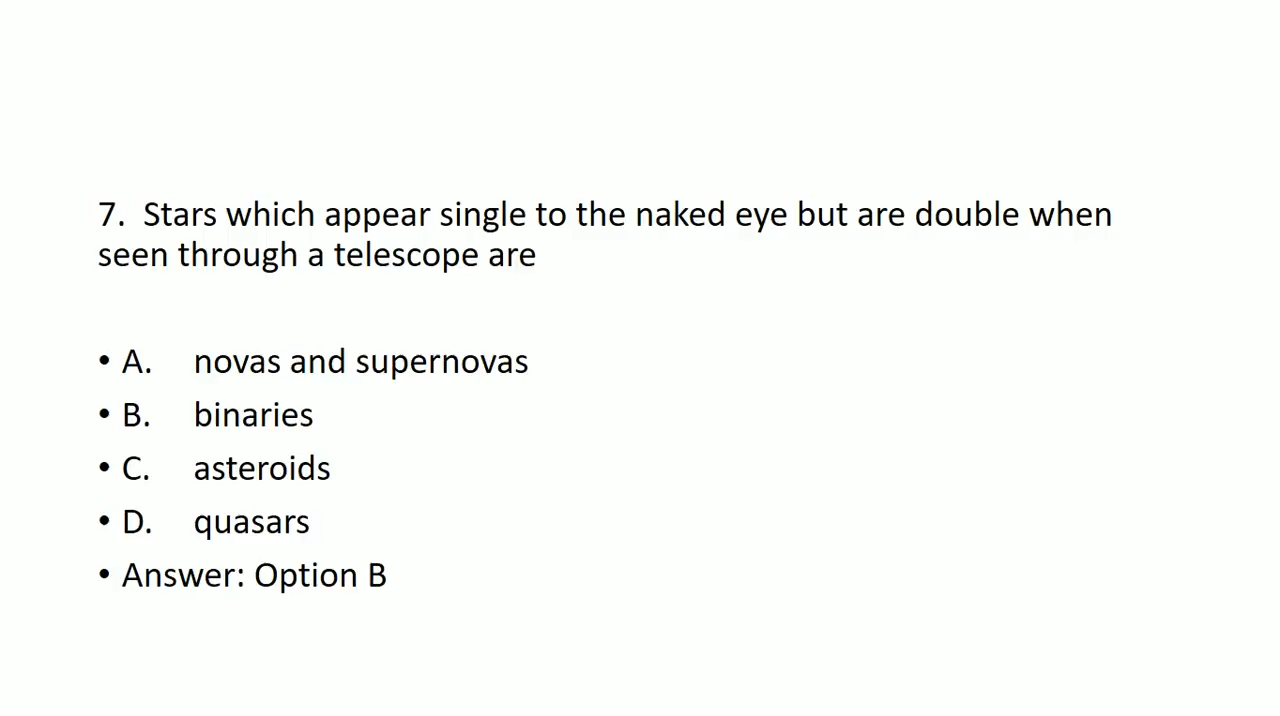 7. Stars which appear single to the naked eye but are double when
seen through a telescope are
• A. novas and supernovas
• B. binaries
• C. asteroids
• D. quasars
• Answer: Option B